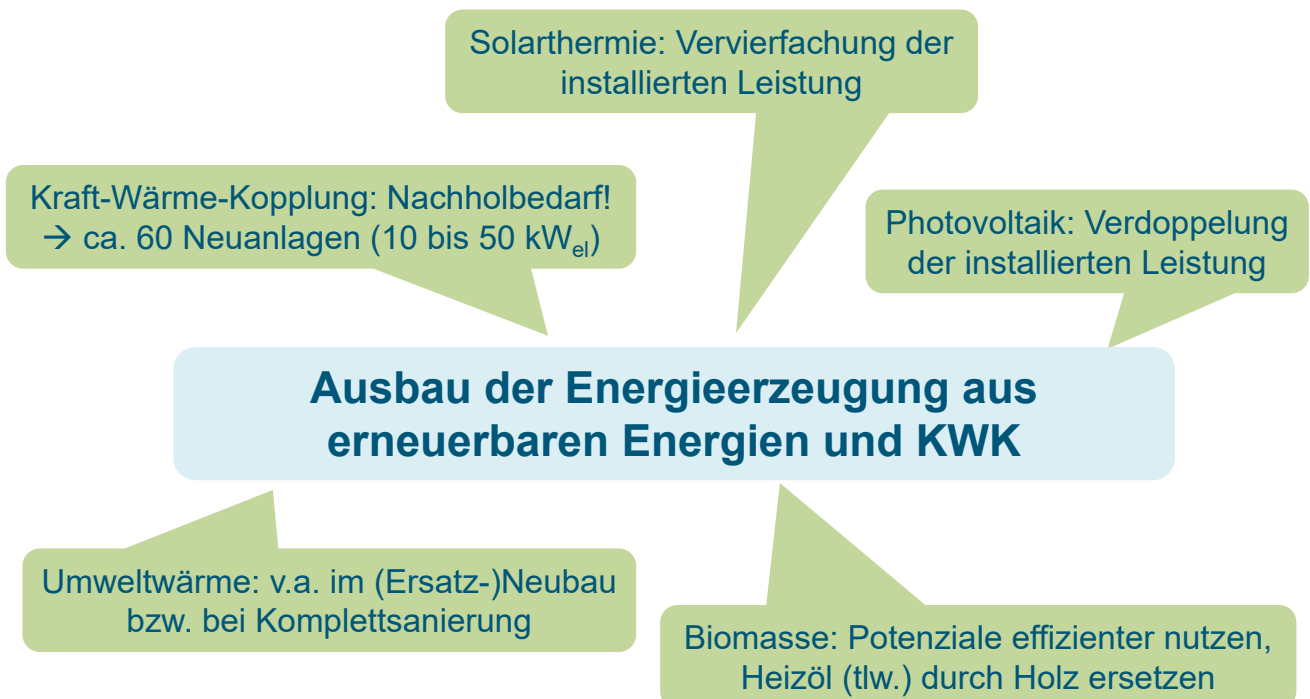 Solarthermie: Vervierfachung der
installierten Leistung
Kraft-Wärme-Kopplung: Nachholbedarf!
→ ca. 60 Neuanlagen (10 bis 50 kWel)
Photovoltaik: Verdoppelung
der installierten Leistung
Ausbau der Energieerzeugung aus
erneuerbaren Energien und KWK
Umweltwärme: v.a. im (Ersatz-)Neubau
bzw. bei Komplettsanierung
Biomasse: Potenziale effizienter nutzen,
Heizöl (tlw.) durch Holz ersetzen